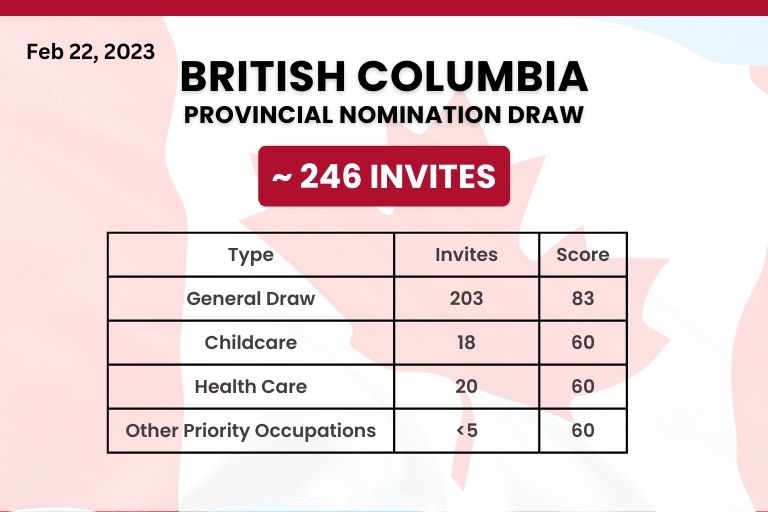 Feb 22, 2023
BRITISH COLUMBIA
PROVINCIAL NOMINATION DRAW
~ 246 INVITES
Type Invites Score
General Draw 203 83
Childcare 18 60
Health Care 20 60
Other Priority Occupations <5 60